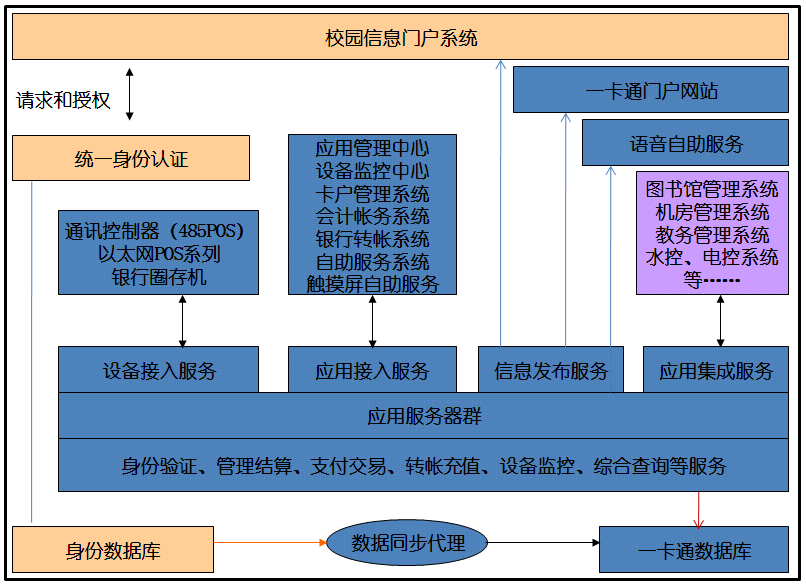 校园信息门户系统
请求和授权
一卡通门户网站
统一身份认证
语音自助服务
应用管理中心
设备监控中心
卡户管理系统
会计帐务系统
银行转帐系统
自助服务系统
触摸屏自助服务
图书馆管理系统
机房管理系统
教务管理系统
水控、电控系统
等……
通讯控制器（485POS）
以太网POS系列
银行圈存机
设备接入服务
应用接入服务
信息发布服务
应用集成服务
应用服务器群
身份验证、管理结算、支付交易、转帐充值、设备监控、综合查询等服务
身份数据库
数据同步代理
一卡通数据库